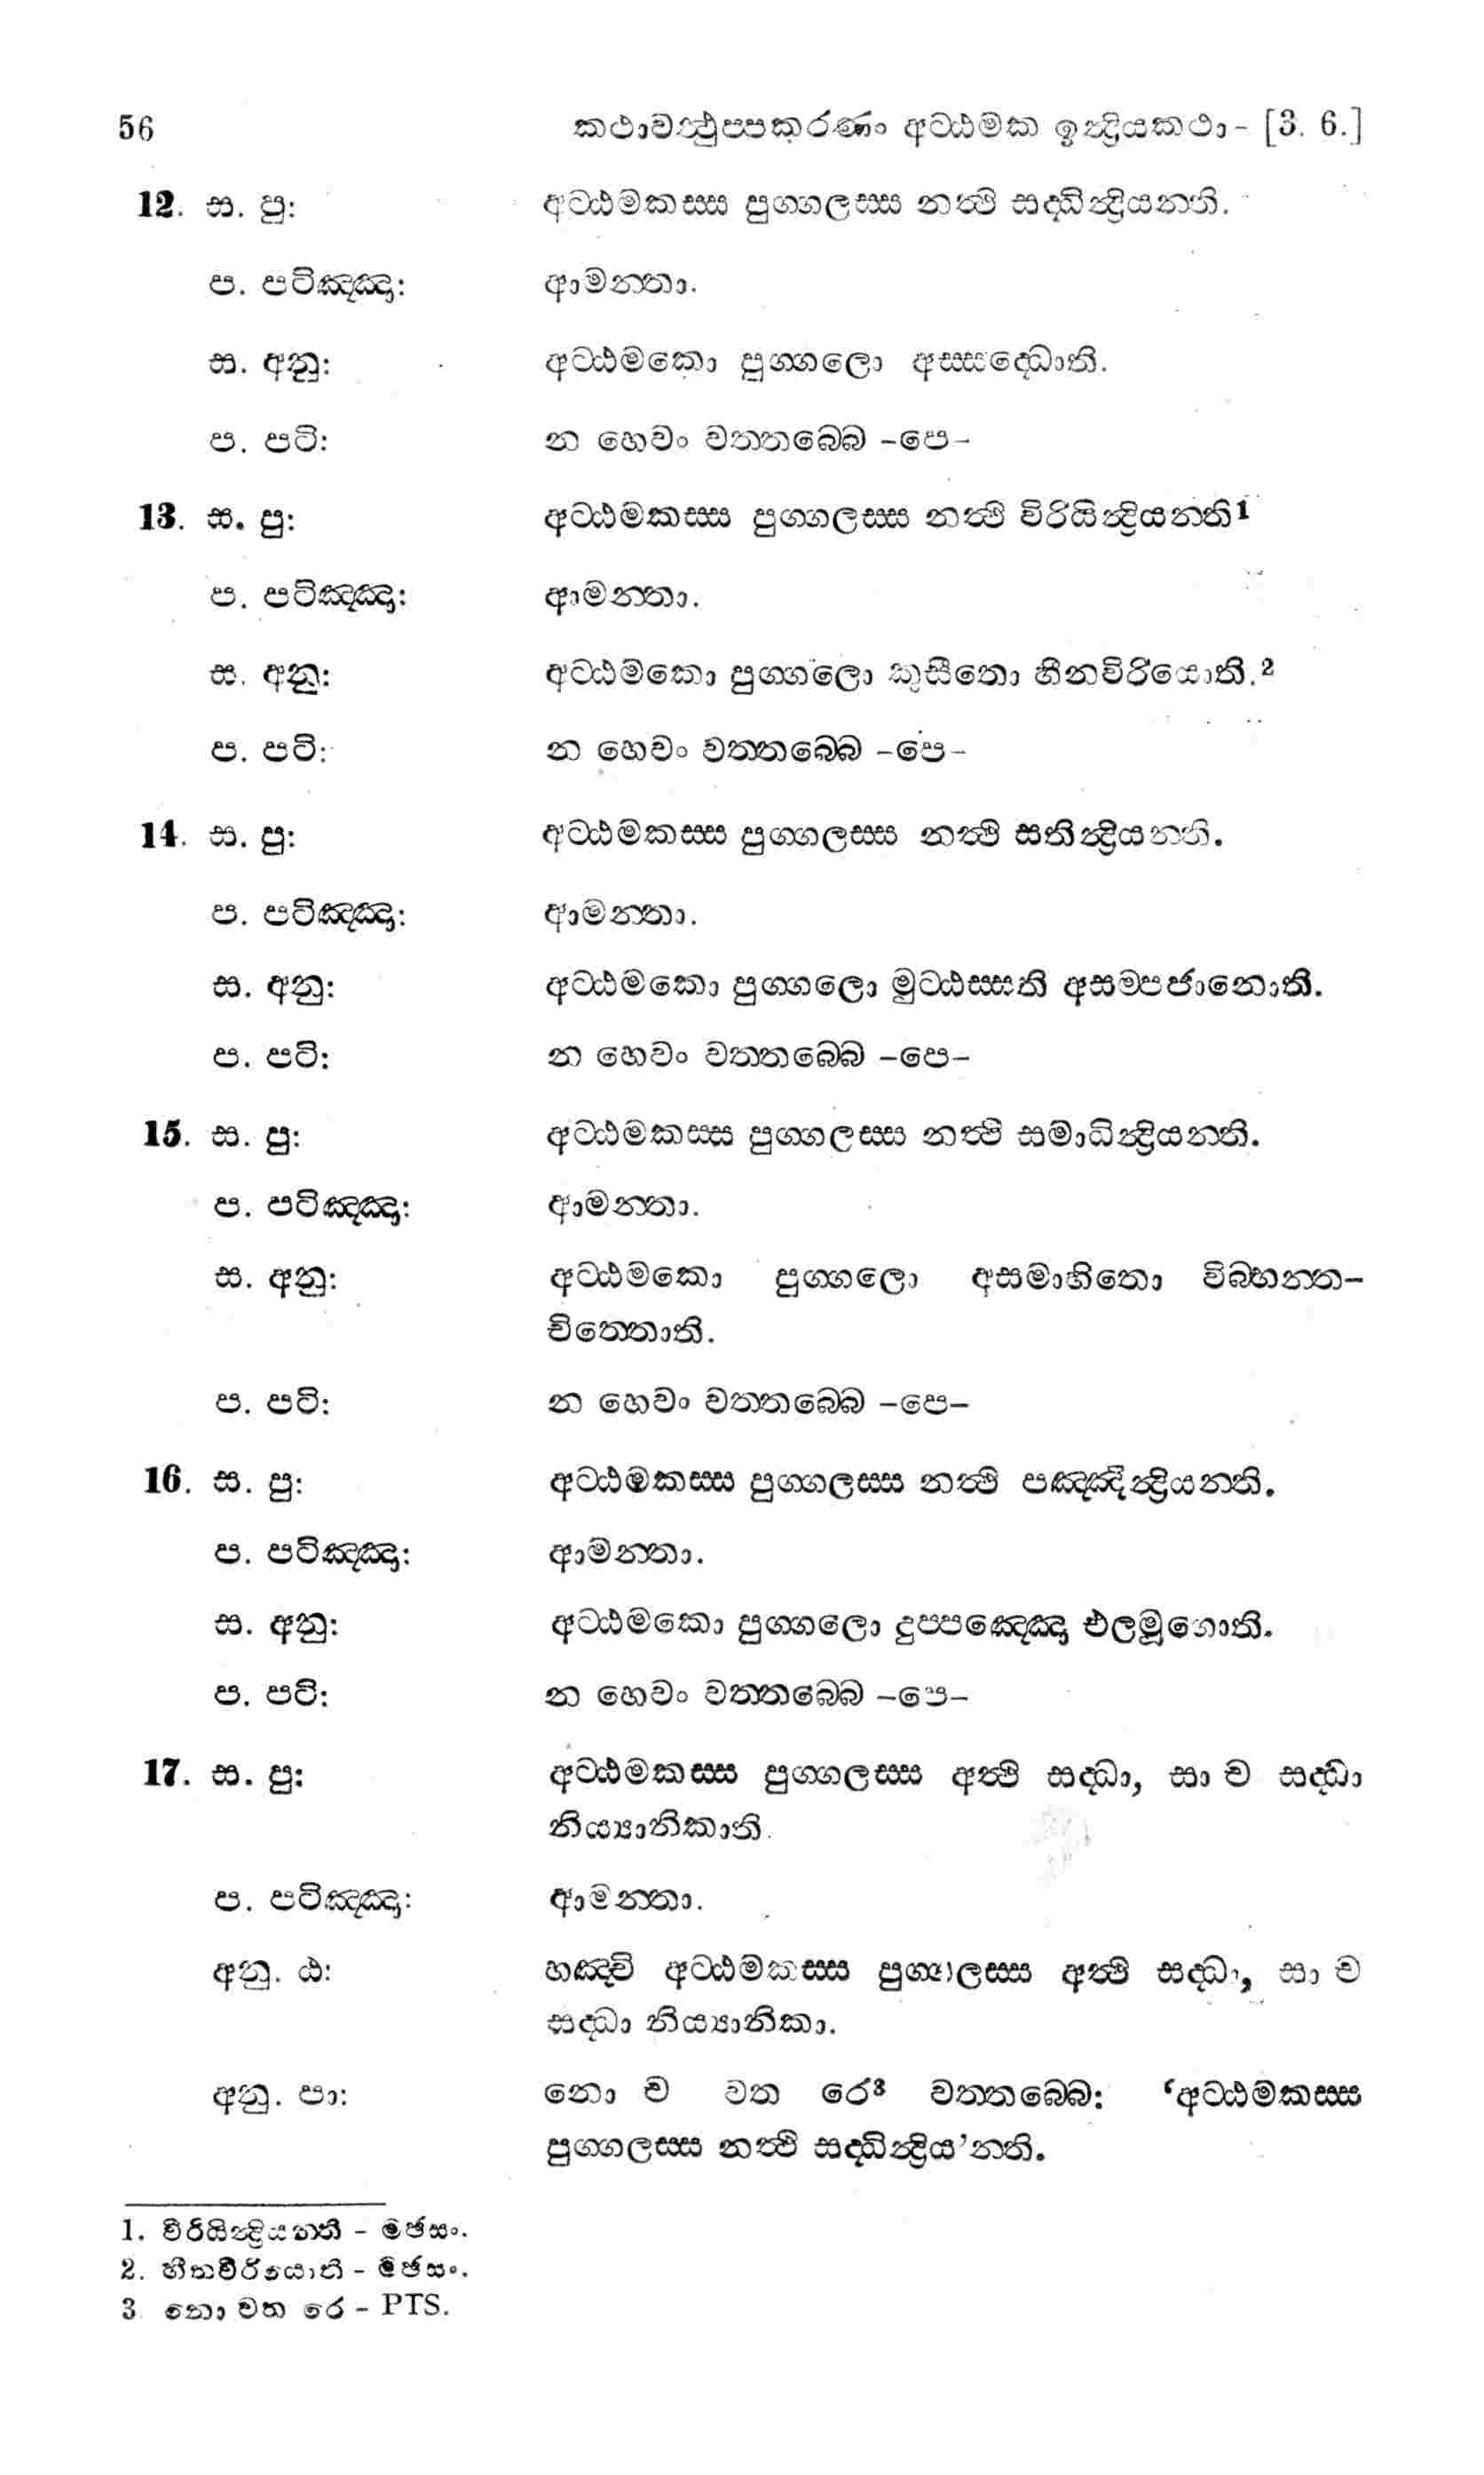 56 කථාවත්ථුප්පකරණං අට්ඨමක ඉන්ද්‍රියකථා - [3. 6.]
12. ස. පු: අට්ඨමකස්ස පුග්ගලස්ස නත්ථි සද්ධින්ද්‍රියන්ති.
ප. පටිඤ්ඤා: ආමන්තා.
ස. අනු: අට්ඨමකො පුග්ගලො අස්සද්ධොති.
ප. පටි: න හෙවං වත්තබ්බෙ –පෙ–
13. ස. පු: අට්ඨමකස්ස පුග්ගලස්ස නත්ථි විරියින්ද්‍රියන්ති1
ප. පටිඤ්ඤා: ආමන්තා.
ස. අනු: අට්ඨමකො පුග්ගලො කුසීතො හීනවිරියොති.2
ප. පටි: න හෙවං වත්තබ්බෙ –පෙ–
14. ස. පු: අට්ඨමකස්ස පුග්ගලස්ස නත්ථි සතින්ද්‍රියන්ති.
ප. පටිඤ්ඤා: ආමන්තා.
ස. අනු: අට්ඨමකො පුග්ගලො මුට්ඨස්සති අසම්පජානොති.
ප. පටි: න හෙවං වත්තබ්බෙ –පෙ–
15. ස. පු: අට්ඨමකස්ස පුග්ගලස්ස නත්ථි සමාධින්ද්‍රියන්ති.
ප. පටිඤ්ඤා: ආමන්තා.
ස. අනු: අට්ඨමකො පුග්ගලො අසමාහිතො විබ්භන්ත–
චිත්තොති.
ප. පටි: න හෙවං වත්තබ්බෙ –පෙ–
16. ස. පු: අට්ඨමකස්ස පුග්ගලස්ස නත්ථි පඤ්ඤින්ද්‍රියන්ති.
ප. පටිඤ්ඤා: ආමන්තා.
ස. අනු: අට්ඨමකො පුග්ගලො දුප්පඤ්ඤො එලමූගොති.
ප. පටි: න හෙවං වත්තබ්බෙ –පෙ–
17. ස. පු: අට්ඨමකස්ස පුග්ගලස්ස අත්ථි සද්ධා, සා ච සද්ධා
නිය්‍යානිකාති.
ප. පටිඤ්ඤා: ආමන්තා.
අනු. ඨ: හඤ්චි අට්ඨමකස්ස පුග්ගලස්ස අත්ථි සද්ධා, සා ච
සද්ධා නිය්‍යානිකා.
අනු. පා: නො ච වත රෙ3 වත්තබ්බෙ: ‘අට්ඨමකස්ස
පුග්ගලස්ස නත්ථි සද්ධින්ද්‍රිය’න්ති.
1. වීරියින්ද්‍රියන්ති - මජසං.
2. හීනවීරියොති - මජසං.
3. නො වත රෙ - PTS.